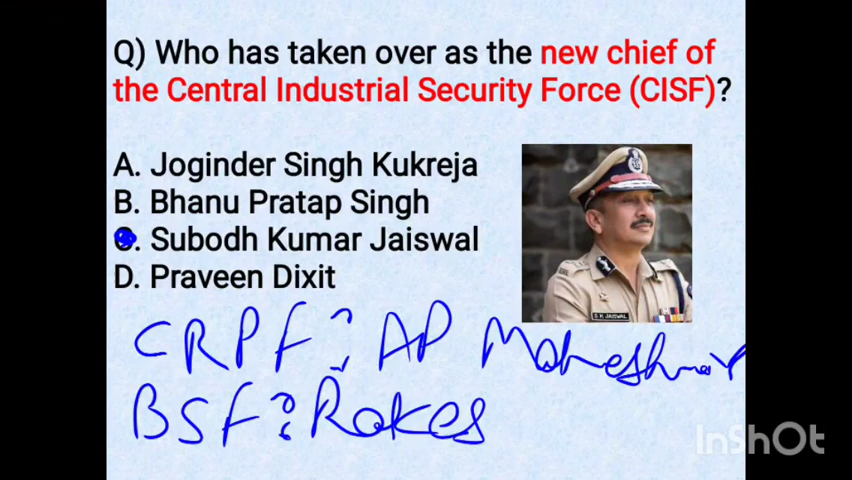 Q) Who has taken over as the new chief of
the Central Industrial Security Force (CISF)?
A. Joginder Singh Kukreja
B. Bhanu Pratap Singh
C. Subodh Kumar Jaiswal
D. Praveen Dixit
S. K. JAISWAL
CRPF? AP Maheshwar
BSF? Rakes
InShOt